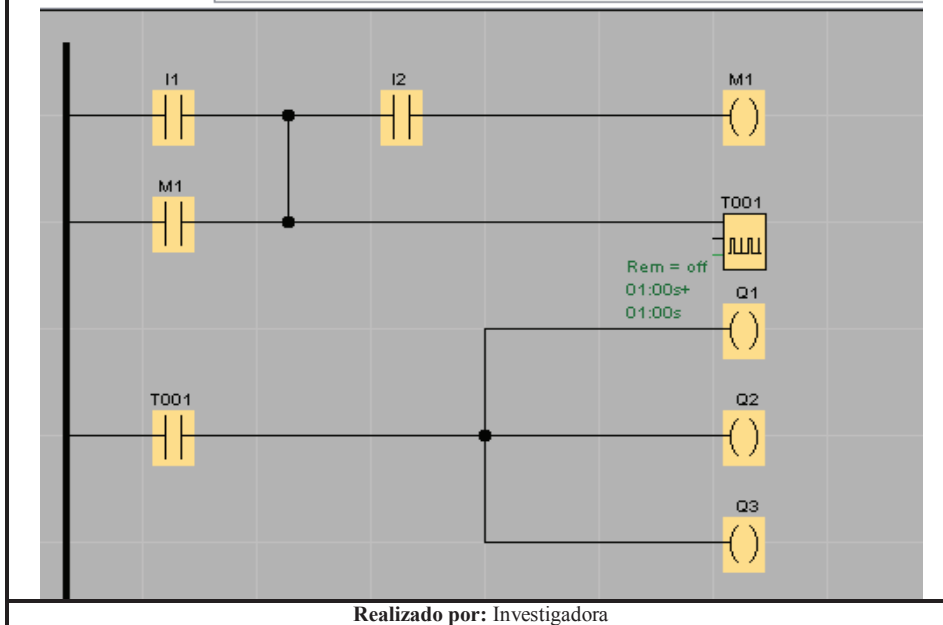 I1 I2 M1
M1 T001
Rem = off
01:00s+ Q1
01:00s
T001 Q2
Q3
Realizado por: Investigadora